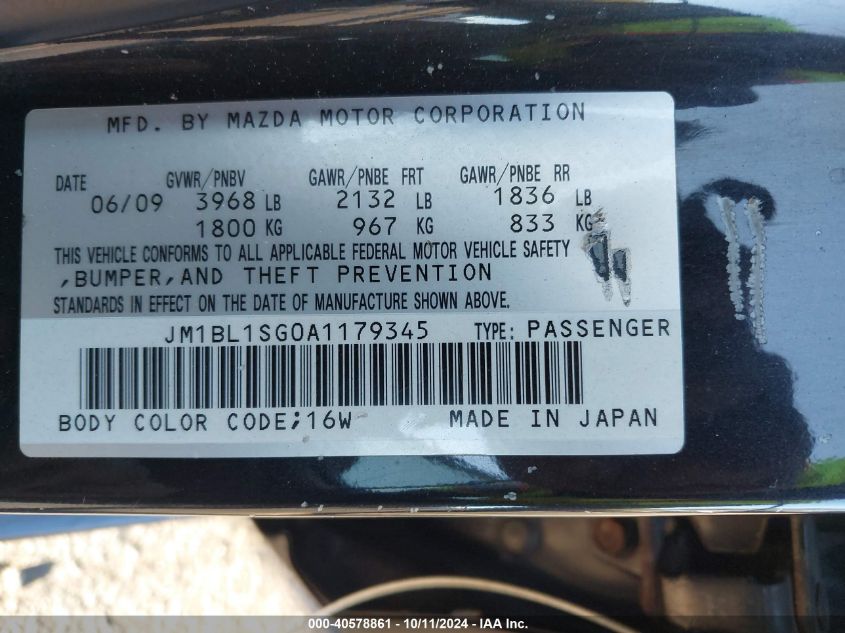 MFD. BY MAZDA MOTOR CORPORATION
DATE GVWR/PNBV GAWR/PNBE FRT GAWR/PNBE RR
06/09 3968 LB 2132 LB 1836 LB
1800 KG 967 KG 833 KG
THIS VEHICLE CONFORMS TO ALL APPLICABLE FEDERAL MOTOR VEHICLE SAFETY
,BUMPER,AND THEFT PREVENTION
STANDARDS IN EFFECT ON THE DATE OF MANUFACTURE SHOWN ABOVE.
JM1BL1SG0A1179345 TYPE: PASSENGER
BODY COLOR CODE;16W MADE IN JAPAN
000-40578861 - 10/11/2024 - IAA Inc.